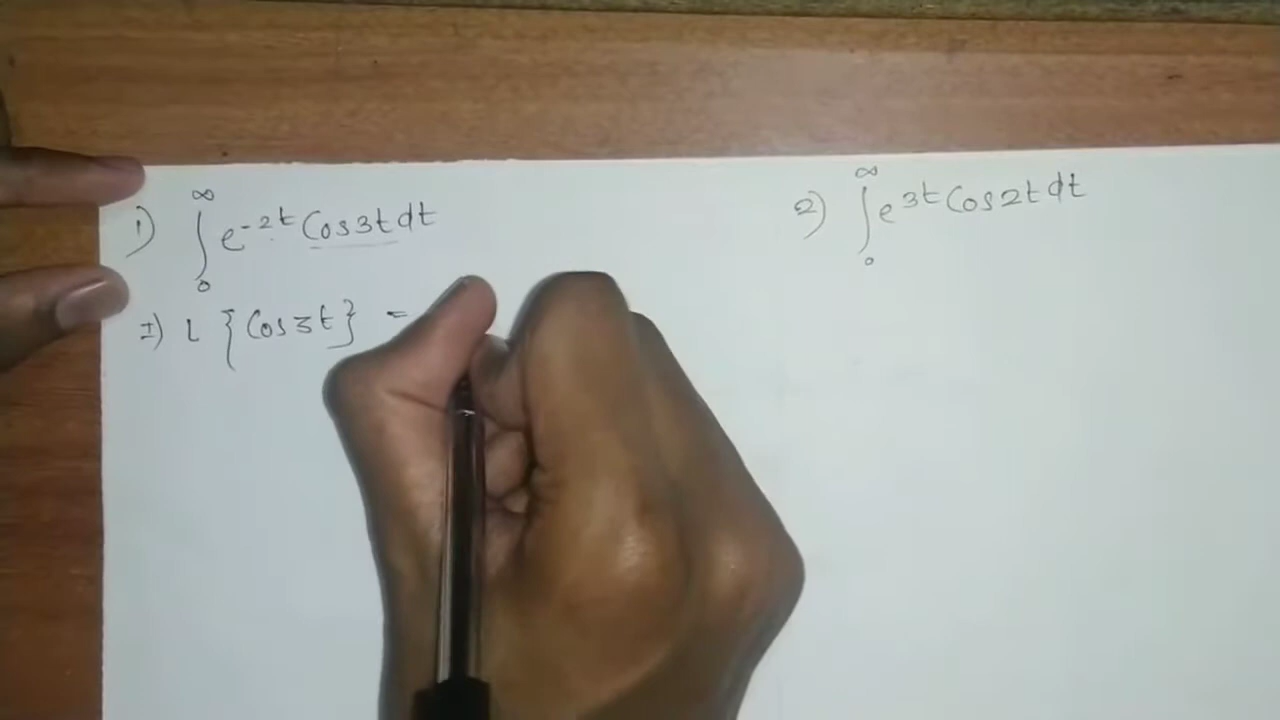 1) ∫₀^∞ e^{-2t} Cos3t dt
I) L {Cos3t} =
2) ∫₀^∞ e^{3t} Cos2t dt